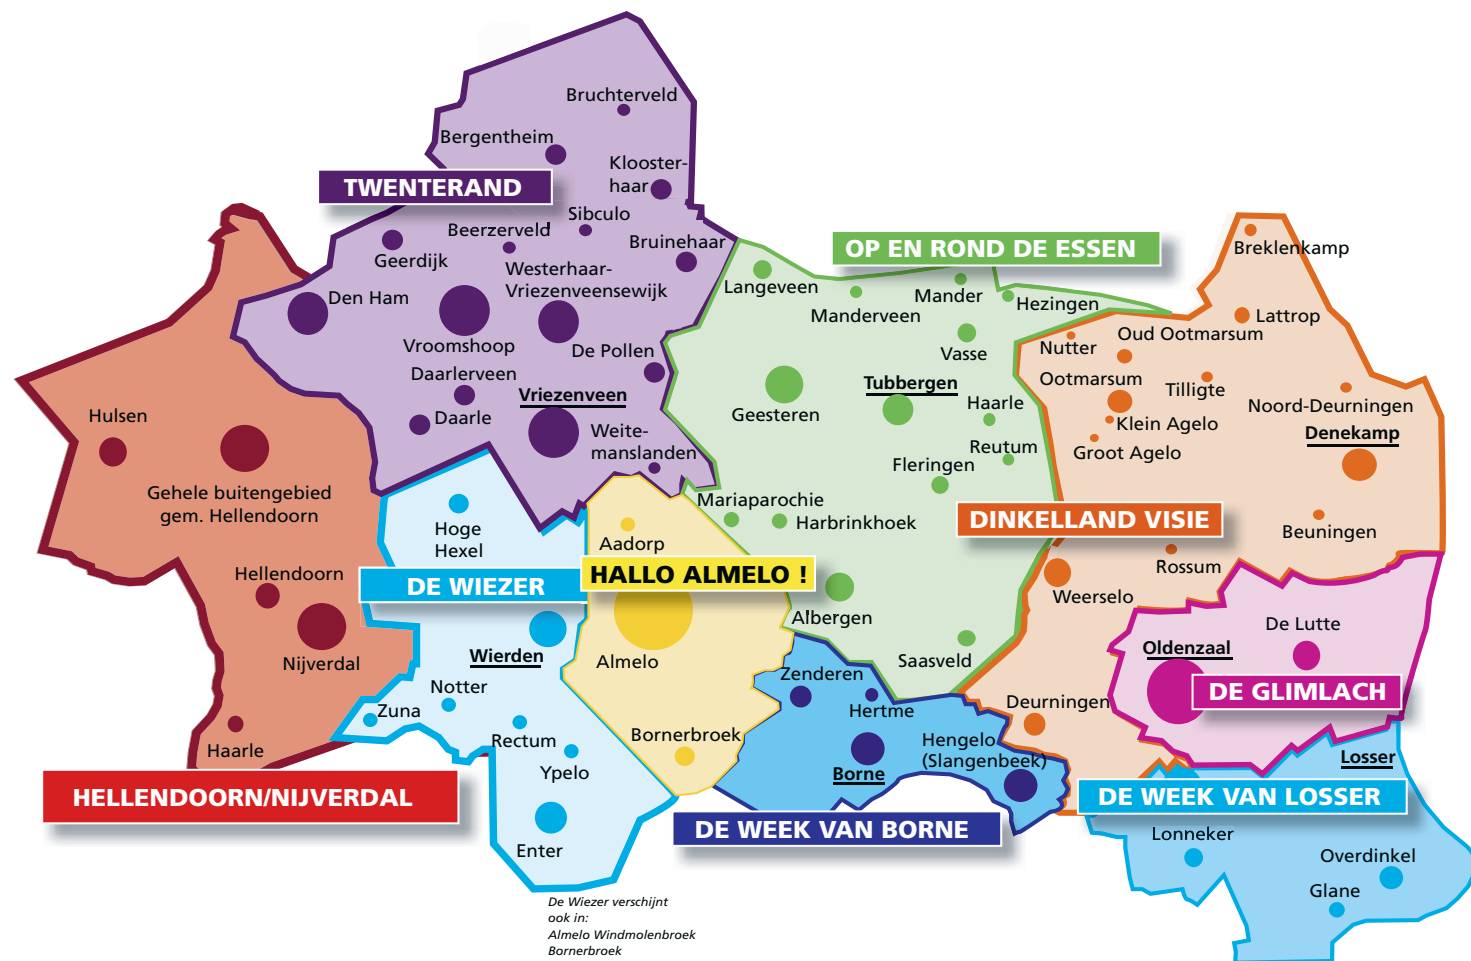 Bruchterveld
Bergentheim
Klooster-
haar
TWENTERAND
Sibculo
Beerzerveld
Bruinehaar
Geerdijk
Westerhaar-
Vriezenveensewijk
Den Ham
Vroomshoop
De Pollen
Daarlerveen
Vriezenveen
Daarle
Weite-
manslanden
OP EN ROND DE ESSEN
Langeveen
Manderveen
Mander
Hezingen
Vasse
Tubbergen
Geesteren
Haarle
Reutum
Fleringen
Mariaparochie
Harbrinkhoek
Albergen
Saasveld
Breklenkamp
Lattrop
Oud Ootmarsum
Nutter
Ootmarsum
Tilligte
Noord-Deurningen
Klein Agelo
Denekamp
Groot Agelo
DINKELLAND VISIE
Beuningen
Rossum
Weerselo
Deurningen
Hulsen
Gehele buitengebied
gem. Hellendoorn
Hellendoorn
Nijverdal
Haarle
HELLENDOORN/NIJVERDAL
Hoge
Hexel
DE WIEZER
Wierden
Notter
Zuna
Rectum
Ypelo
Enter
De Wiezer verschijnt
ook in:
Almelo Windmolenbroek
Bornerbroek
Aadorp
HALLO ALMELO !
Almelo
Bornerbroek
Zenderen
Hertme
Hengelo
(Slangenbeek)
Borne
DE WEEK VAN BORNE
De Lutte
Oldenzaal
DE GLIMLACH
Losser
DE WEEK VAN LOSSER
Lonneker
Overdinkel
Glane